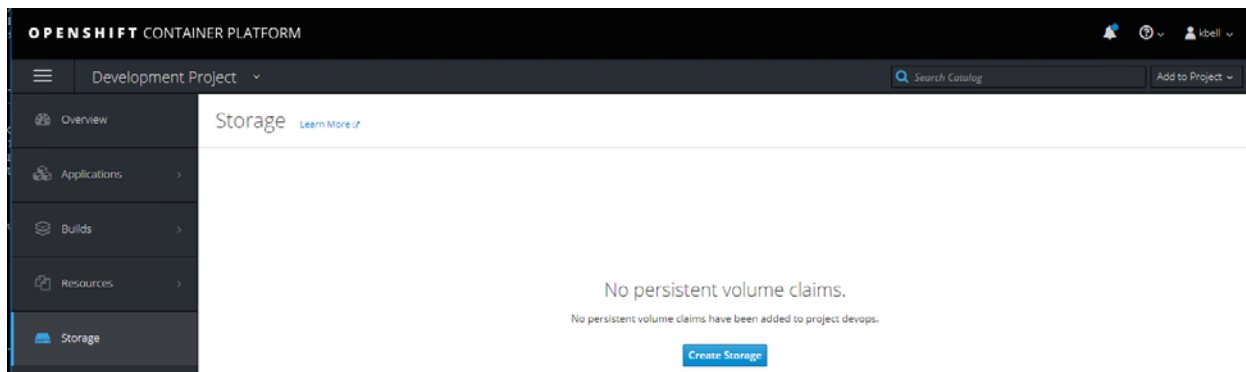 OPENSHIFT CONTAINER PLATFORM
kbell
Development Project
Search Catalog
Add to Project
Overview
Storage Learn More
Applications
Builds
Resources
No persistent volume claims.
No persistent volume claims have been added to project devops.
Storage
Create Storage